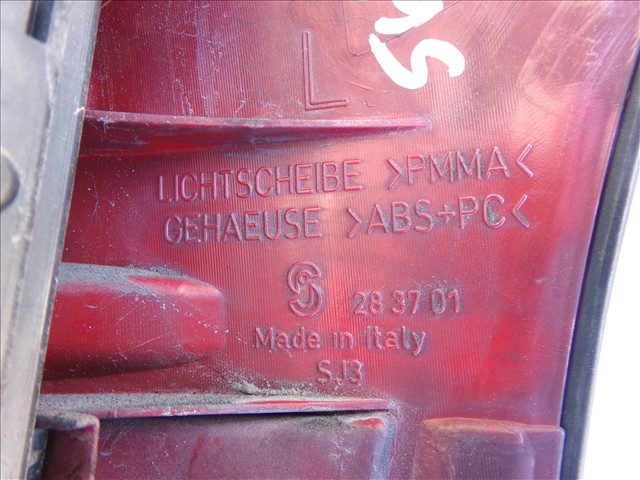 L
LICHTSCHEIBE >PMMA<
GEHAEUSE >ABS+PC<
28 37 01
Made in Italy
SJ3